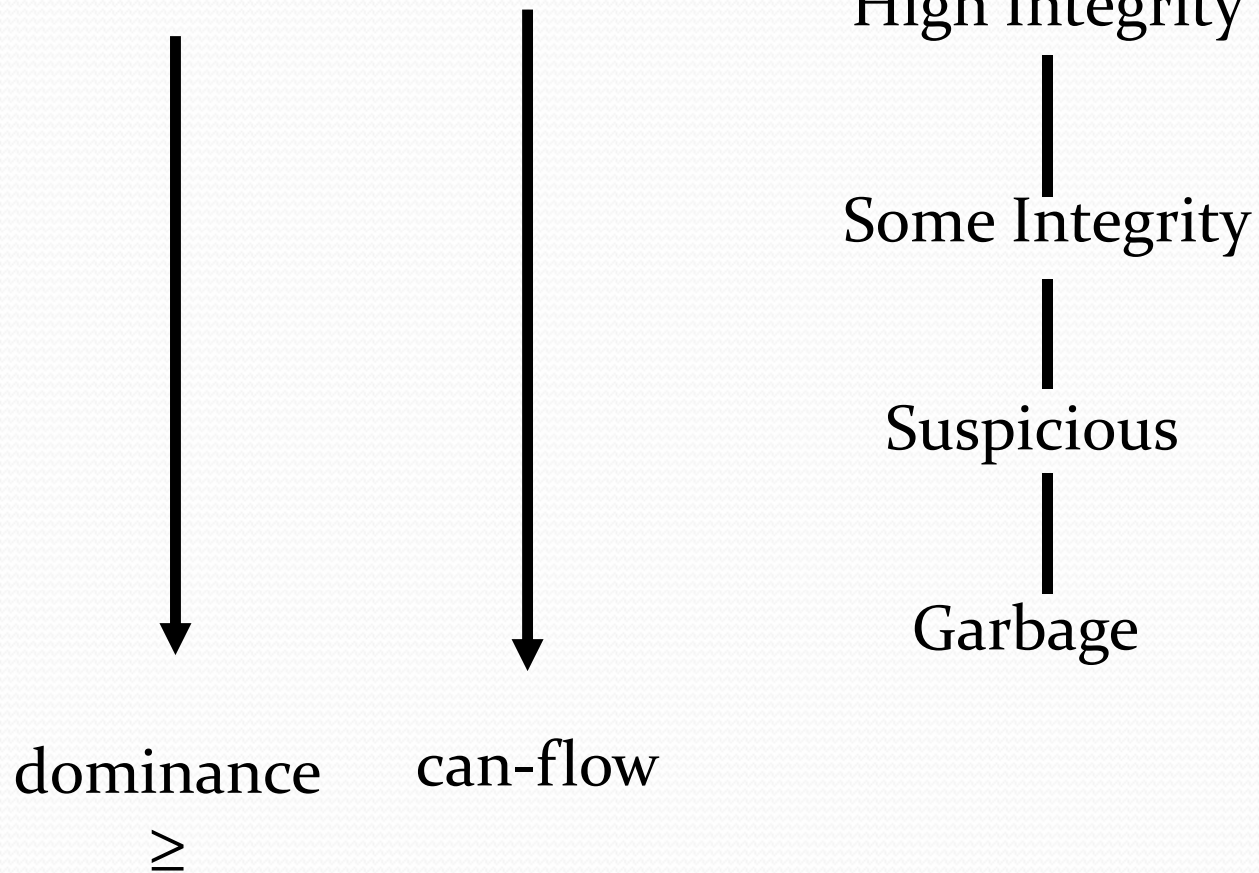 High Integrity
Some Integrity
Suspicious
Garbage
dominance
≥
can-flow